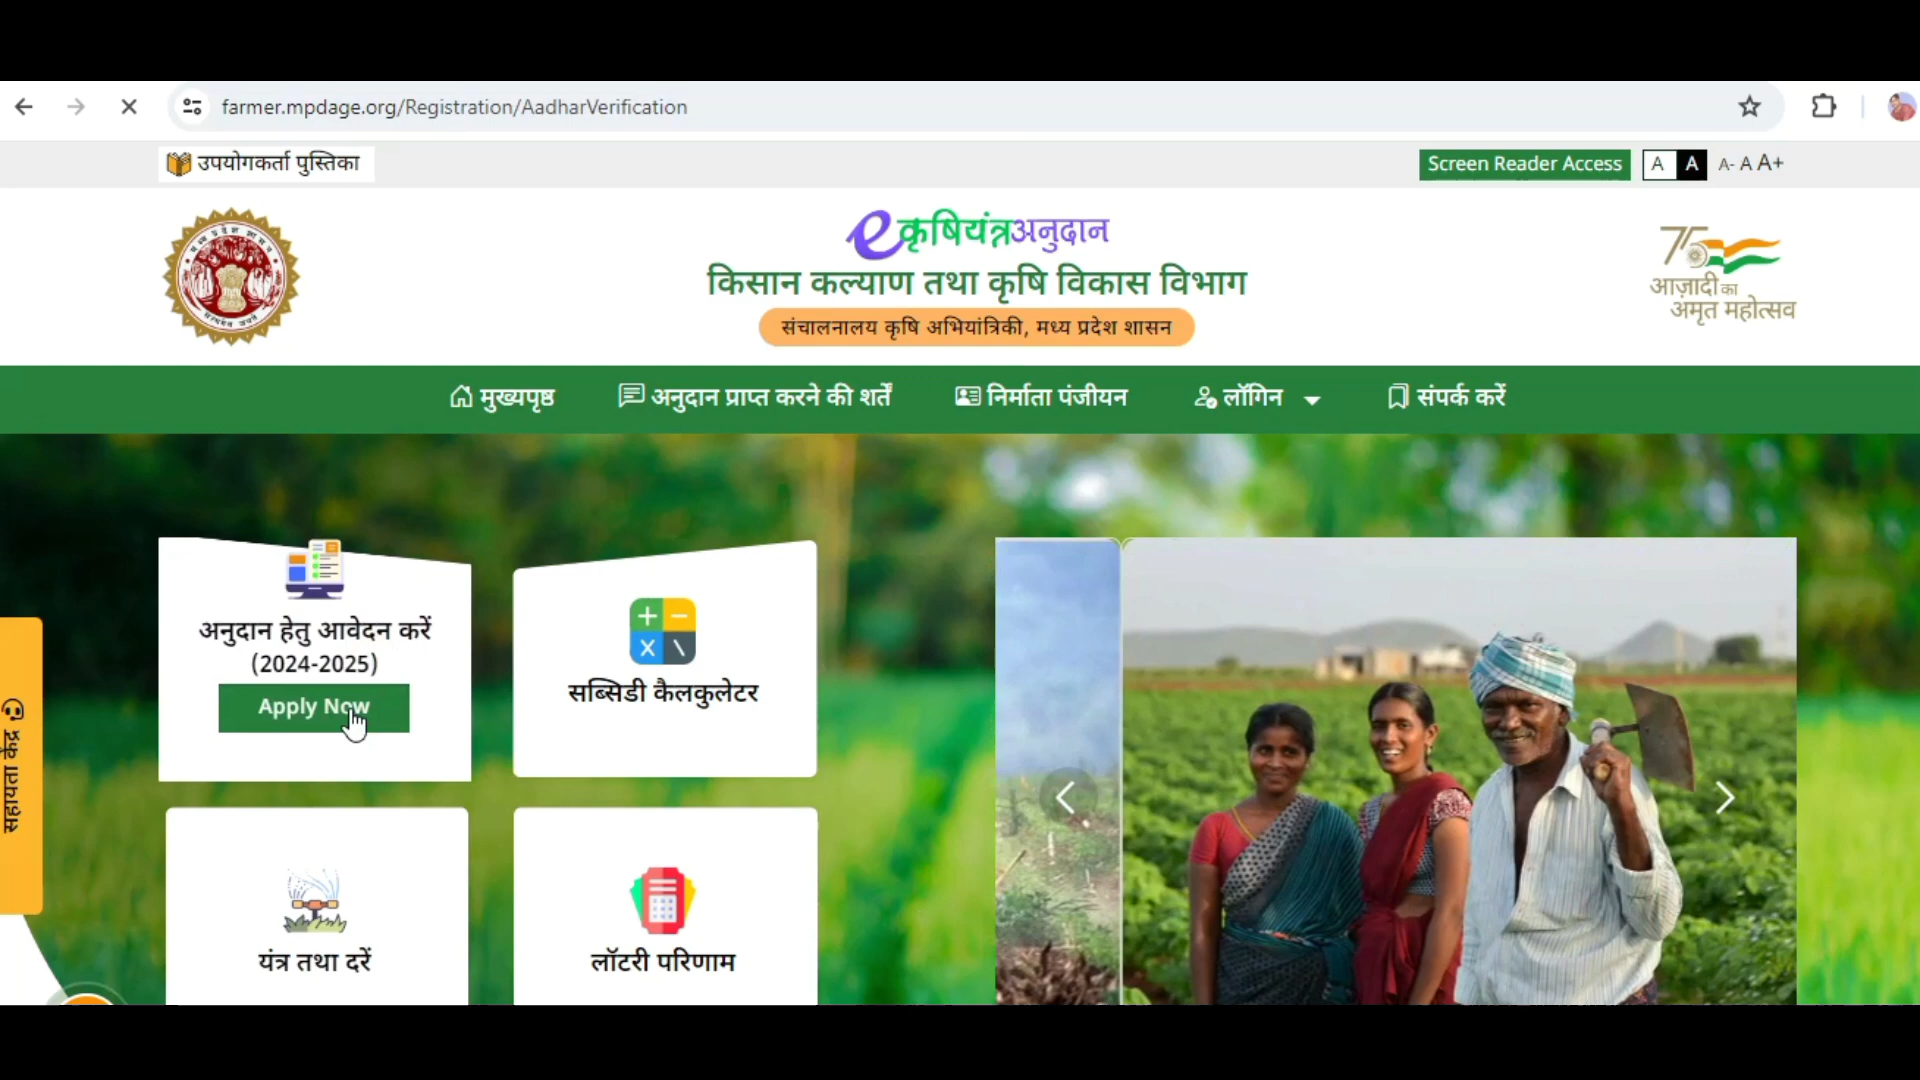 farmer.mpdage.org/Registration/AadharVerification
उपयोगकर्ता पुस्तिका
Screen Reader Access A A A- A A+
eकृषियंत्रअनुदान
किसान कल्याण तथा कृषि विकास विभाग
संचालनालय कृषि अभियांत्रिकी, मध्य प्रदेश शासन
75
आज़ादी का
अमृत महोत्सव
मुख्यपृष्ठ अनुदान प्राप्त करने की शर्तें निर्माता पंजीयन लॉगिन संपर्क करें
अनुदान हेतु आवेदन करें
(2024-2025)
Apply Now
सब्सिडी कैलकुलेटर
यंत्र तथा दरें
लॉटरी परिणाम
सहायता केंद्र